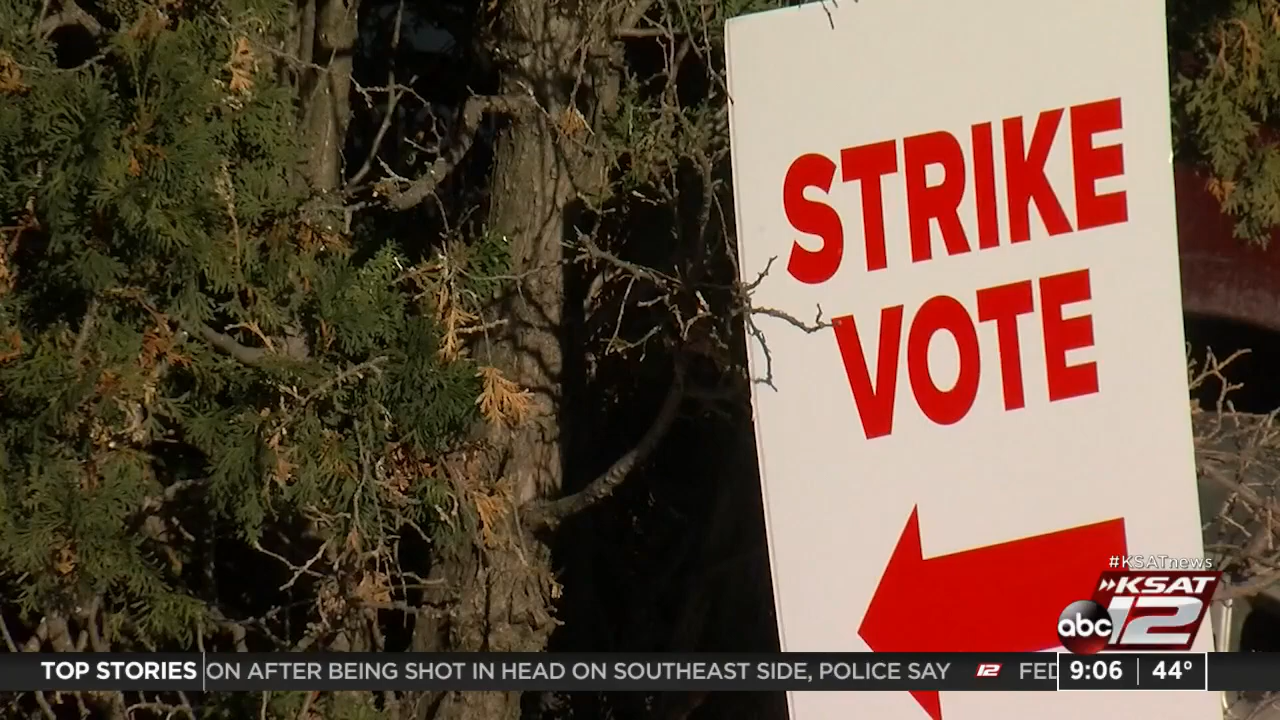 STRIKE
VOTE
#KSATnews
KSAT
abc 12
TOP STORIES ON AFTER BEING SHOT IN HEAD ON SOUTHEAST SIDE, POLICE SAY 12 FED 9:06 44°